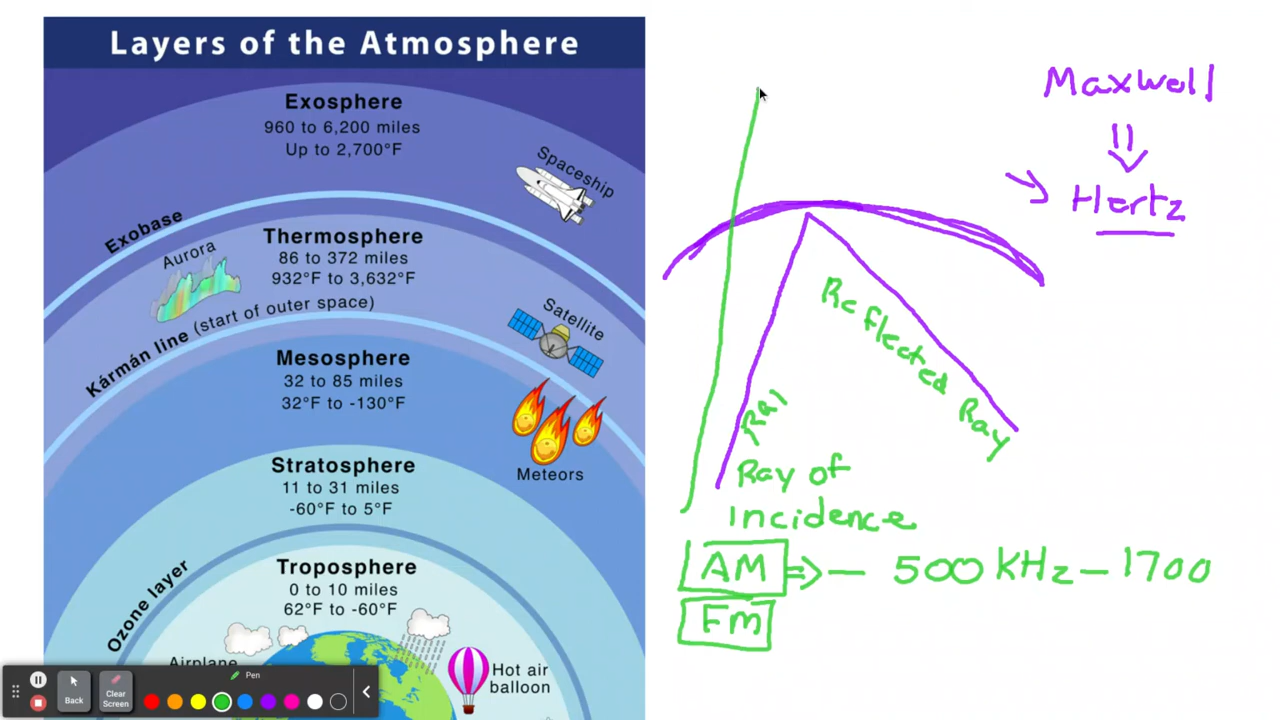 Layers of the Atmosphere
Exosphere
960 to 6,200 miles
Up to 2,700°F
Spaceship
Exobase
Thermosphere
86 to 372 miles
932°F to 3,632°F
Aurora
Satellite
Kármán line (start of outer space)
Mesosphere
32 to 85 miles
32°F to -130°F
Meteors
Stratosphere
11 to 31 miles
-60°F to 5°F
Ozone layer
Troposphere
0 to 10 miles
62°F to -60°F
Airplane
Hot air
balloon
Maxwell
Hertz
Reflected Ray
Ray of
Incidence
AM ⇒ — 500 KHz – 1700
FM
Pen
Back
Clear
Screen